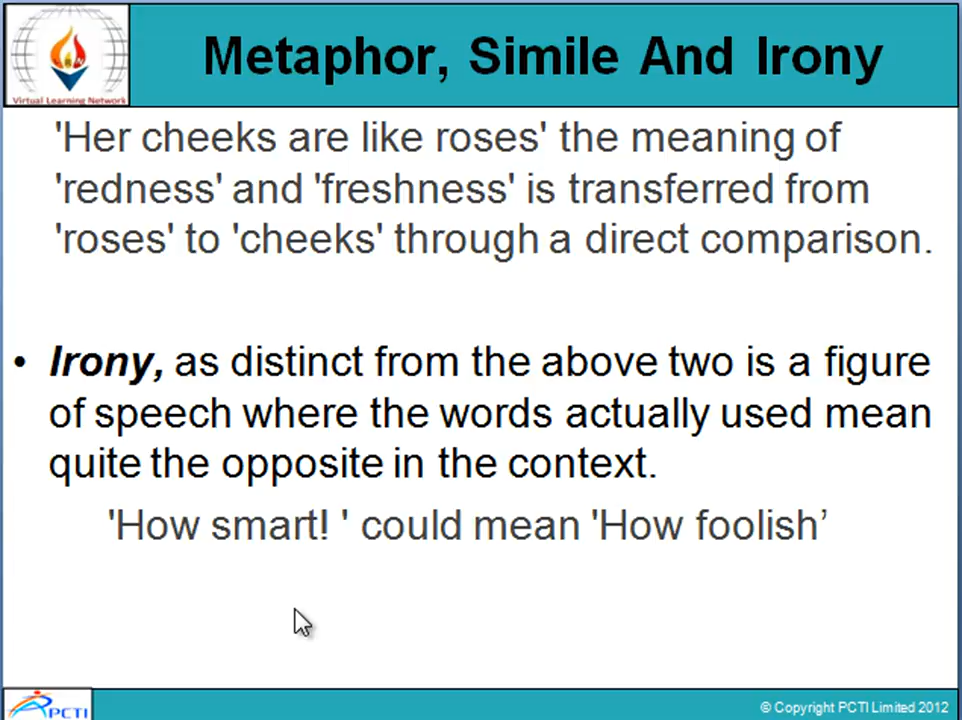 Metaphor, Simile And Irony
Virtual Learning Network
'Her cheeks are like roses' the meaning of
'redness' and 'freshness' is transferred from
'roses' to 'cheeks' through a direct comparison.
• Irony, as distinct from the above two is a figure
of speech where the words actually used mean
quite the opposite in the context.
'How smart! ' could mean 'How foolish’
PCTI
© Copyright PCTI Limited 2012